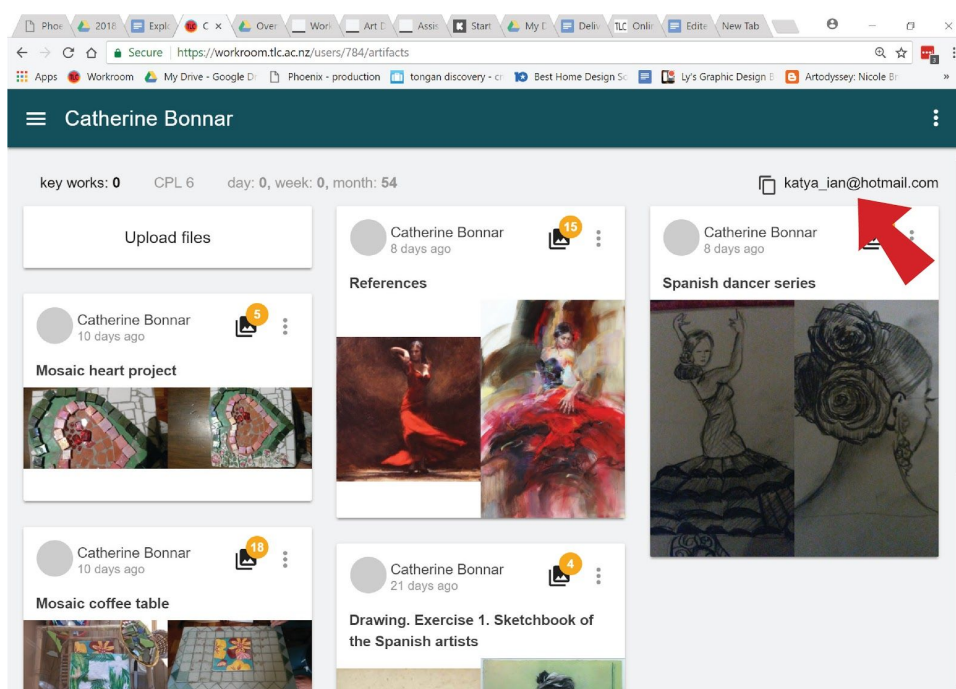 Phoe
2018
Explo
C
Over
Work
Art D
Assis
Start
My D
Deliv
TLC
Onlin
Edite
New Tab
Secure
https://workroom.tlc.ac.nz/users/784/artifacts
Apps
Workroom
My Drive - Google Dr
Phoenix - production
tongan discovery - cr
Best Home Design So
Ly's Graphic Design B
Artodyssey: Nicole Br
»
3
Catherine Bonnar
key works: 0
CPL 6
day: 0, week: 0, month: 54
katya_ian@hotmail.com
Upload files
Catherine Bonnar
10 days ago
5
Mosaic heart project
Catherine Bonnar
10 days ago
18
Mosaic coffee table
Catherine Bonnar
8 days ago
15
References
Catherine Bonnar
21 days ago
4
Drawing. Exercise 1. Sketchbook of
the Spanish artists
Catherine Bonnar
8 days ago
Spanish dancer series